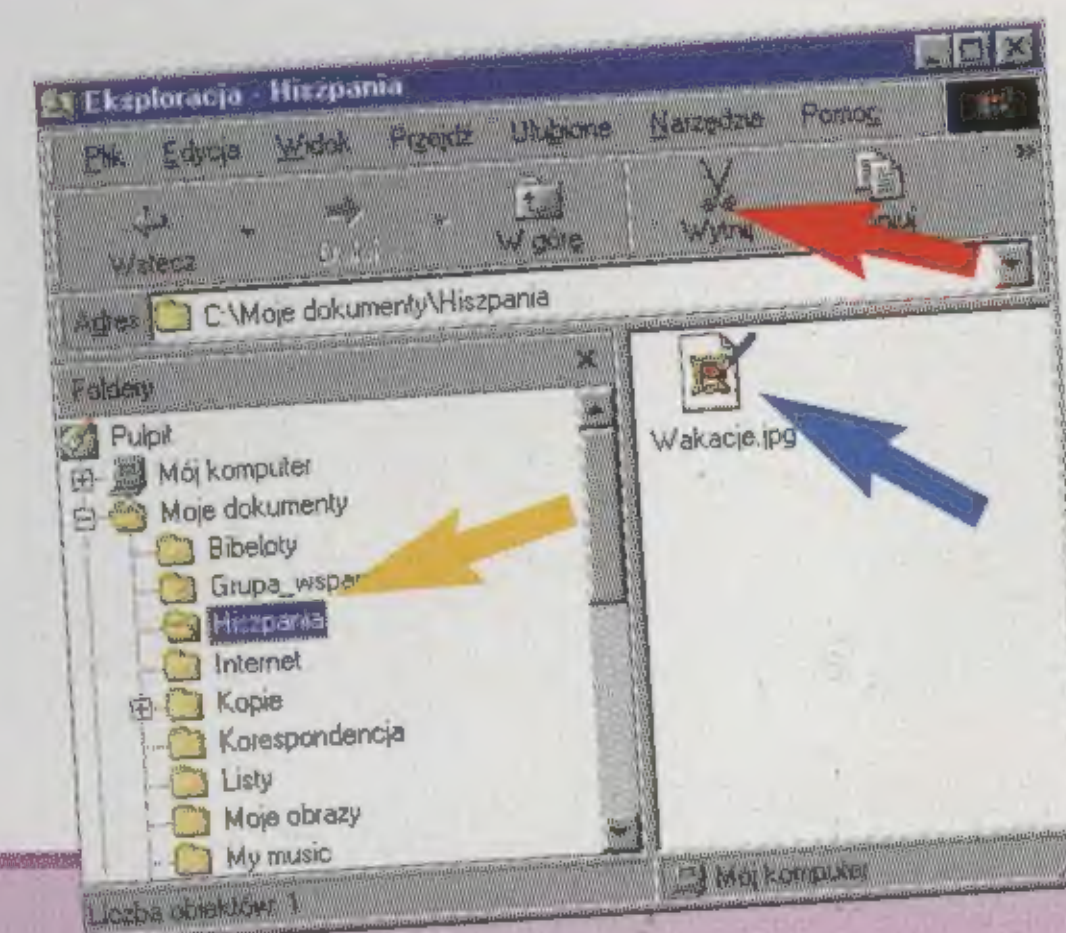 Eksploracja - Hiszpania
Plik Edycja Widok Przejdź Ulubione Narzędzia Pomoc
Wstecz W górę Wytnij
Adres C:\Moje dokumenty\Hiszpania
Foldery
Pulpit
Mój komputer
Moje dokumenty
Bibeloty
Hiszpania
Internet
Kopie
Korespondencja
Listy
Moje obrazy
My music
Wakacje.jpg
Liczba obiektów: 1
Mój komputer